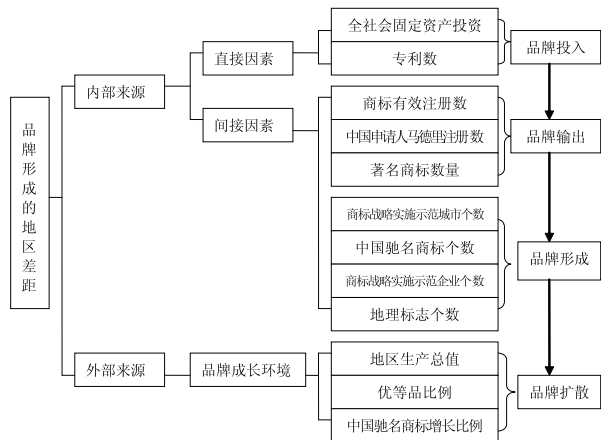 品牌形成的地区差距
内部来源
外部来源
直接因素
间接因素
品牌成长环境
全社会固定资产投资
专利数
商标有效注册数
中国申请人马德里注册数
著名商标数量
商标战略实施示范城市个数
中国驰名商标个数
商标战略实施示范企业个数
地理标志个数
地区生产总值
优等品比例
中国驰名商标增长比例
品牌投入
品牌输出
品牌形成
品牌扩散